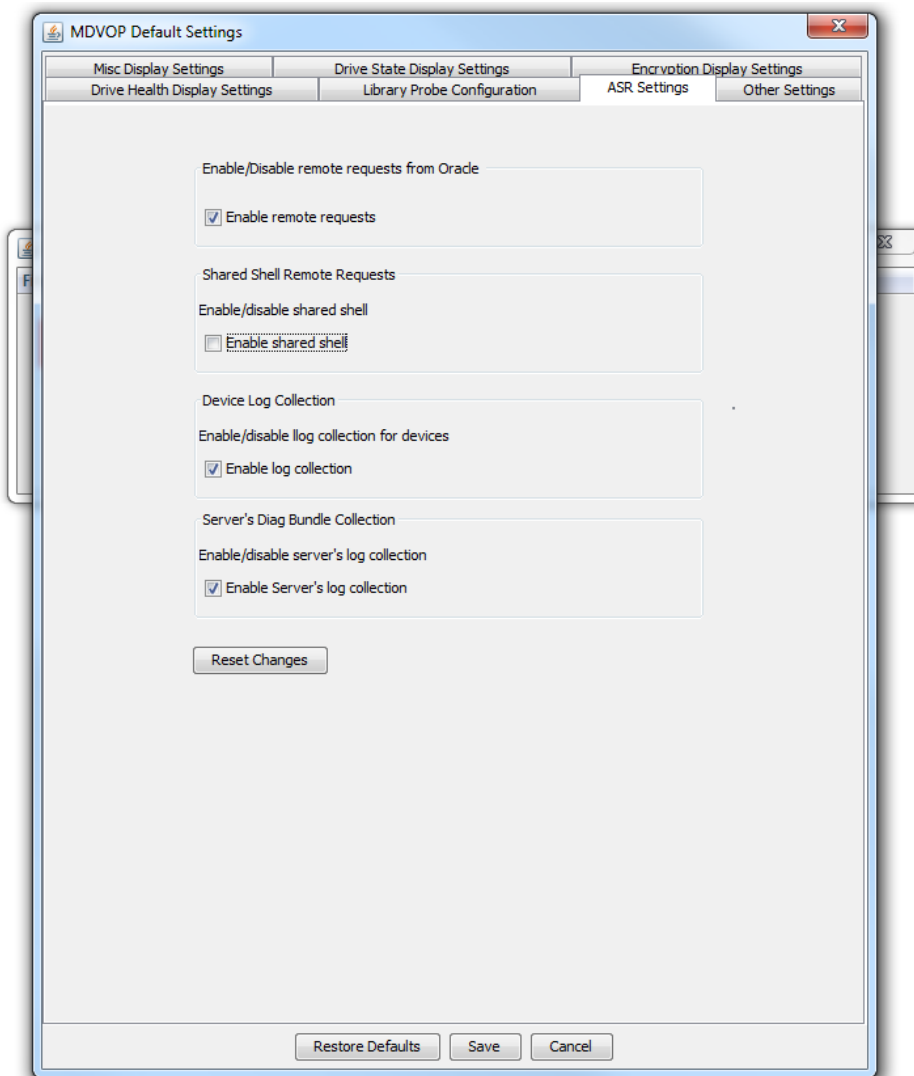 MDVOP Default Settings
Misc Display Settings
Drive State Display Settings
Encryption Display Settings
Drive Health Display Settings
Library Probe Configuration
ASR Settings
Other Settings
Enable/Disable remote requests from Oracle
Enable remote requests
Shared Shell Remote Requests
Enable/disable shared shell
Enable shared shell
Device Log Collection
Enable/disable llog collection for devices
Enable log collection
Server's Diag Bundle Collection
Enable/disable server's log collection
Enable Server's log collection
Reset Changes
Restore Defaults
Save
Cancel